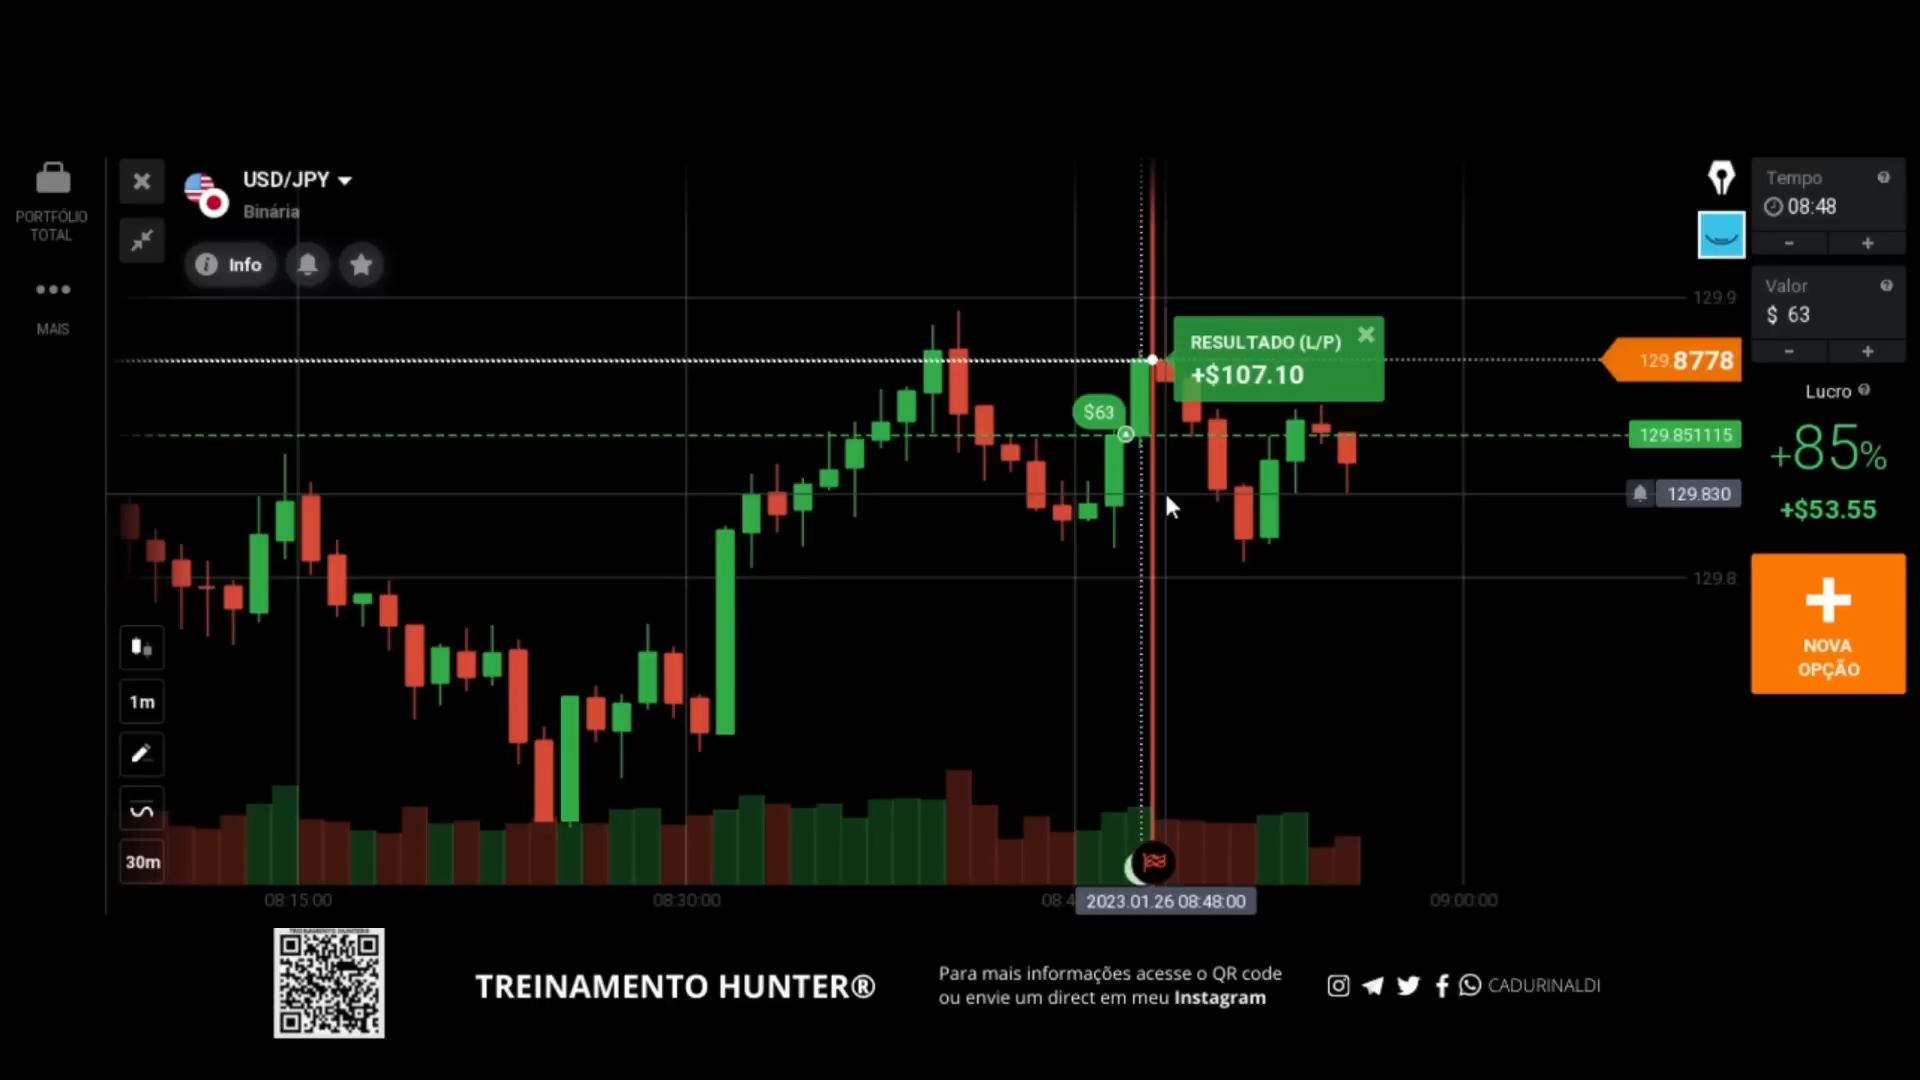 PORTFÓLIO
TOTAL
MAIS
USD/JPY
Binária
Info
RESULTADO (L/P)
+$107.10
$63
129.9
129.8778
129.851115
129.830
129.8
Tempo
08:48
- +
Valor
$ 63
- +
Lucro
+85%
+$53.55
NOVA
OPÇÃO
1m
30m
08:15:00
08:30:00
08:4
2023.01.26 08:48:00
09:00:00
TREINAMENTO HUNTER®
Para mais informações acesse o QR code
ou envie um direct em meu Instagram
CADURINALDI